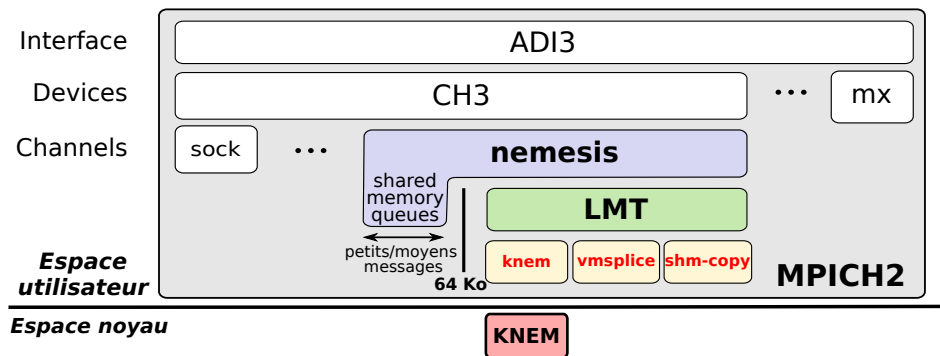 Interface
ADI3
Devices
CH3
...
mx
Channels
sock
...
nemesis
shared
memory
queues
LMT
petits/moyens
messages
64 Ko
knem
vmsplice
shm-copy
MPICH2
Espace
utilisateur
Espace noyau
KNEM